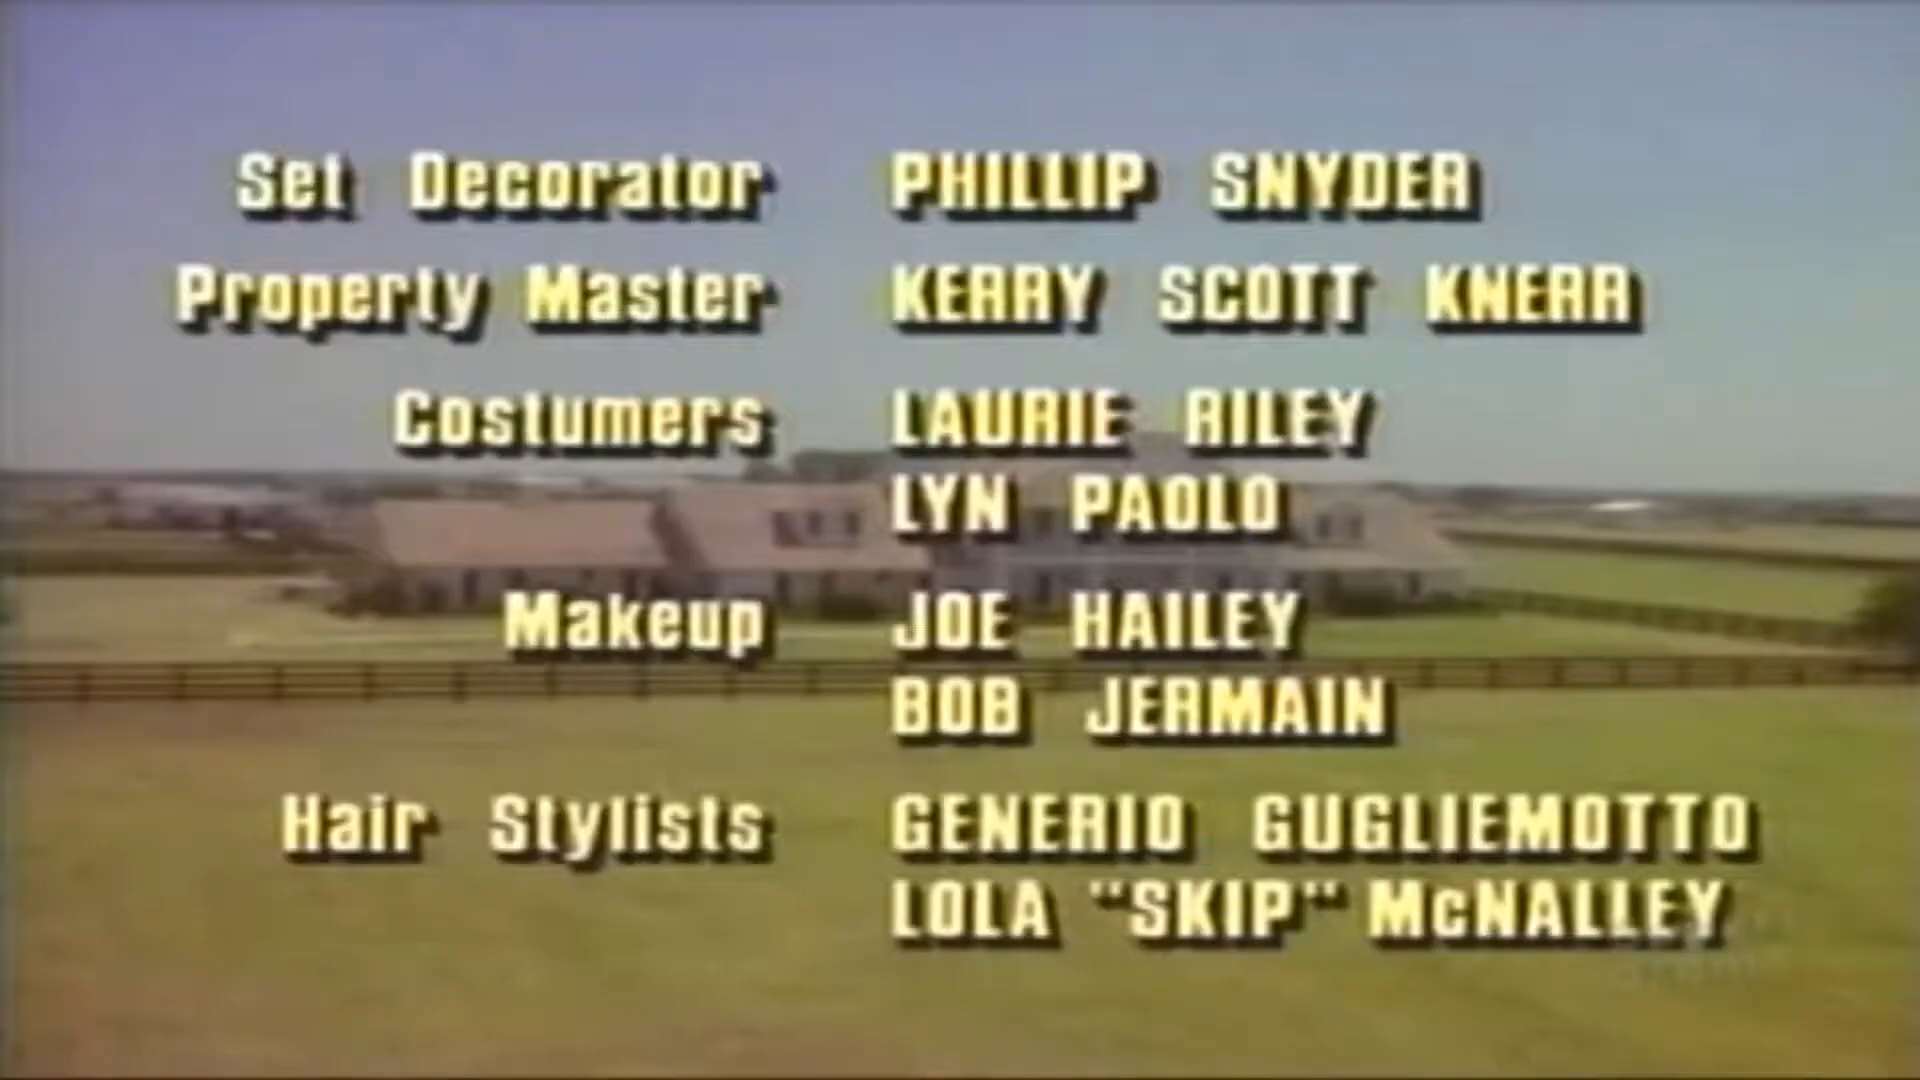 Set Decorator PHILLIP SNYDER
Property Master KERRY SCOTT KNERR
Costumers LAURIE RILEY
LYN PAOLO
Makeup JOE HAILEY
BOB JERMAIN
Hair Stylists GENERIO GUGLIEMOTTO
LOLA "SKIP" McNALLEY